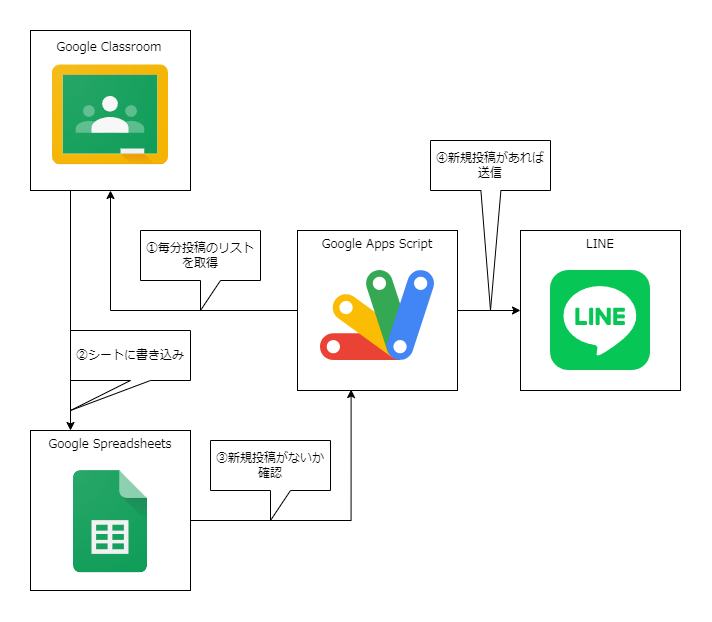 Google Classroom
④新規投稿があれば
送信
①毎分投稿のリスト
を取得
Google Apps Script
LINE
LINE
②シートに書き込み
Google Spreadsheets
③新規投稿がないか
確認